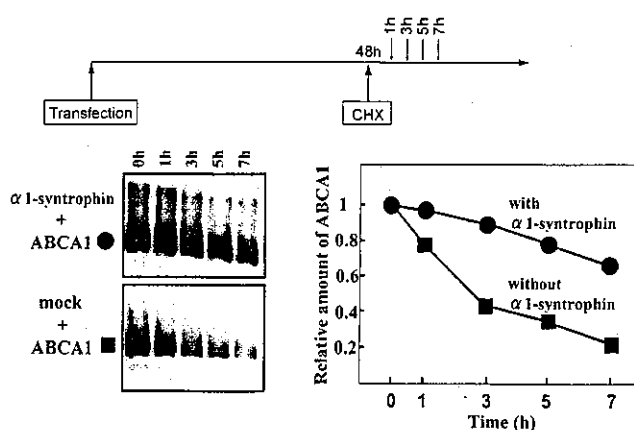 1h 3h 5h 7h
48h
Transfection
CHX
0h 1h 3h 5h 7h
α1-syntrophin
+
ABCA1
mock
+
ABCA1
Relative amount of ABCA1
1
0.8
0.6
0.4
0.2
with
α1-syntrophin
without
α1-syntrophin
0 1 3 5 7
Time (h)